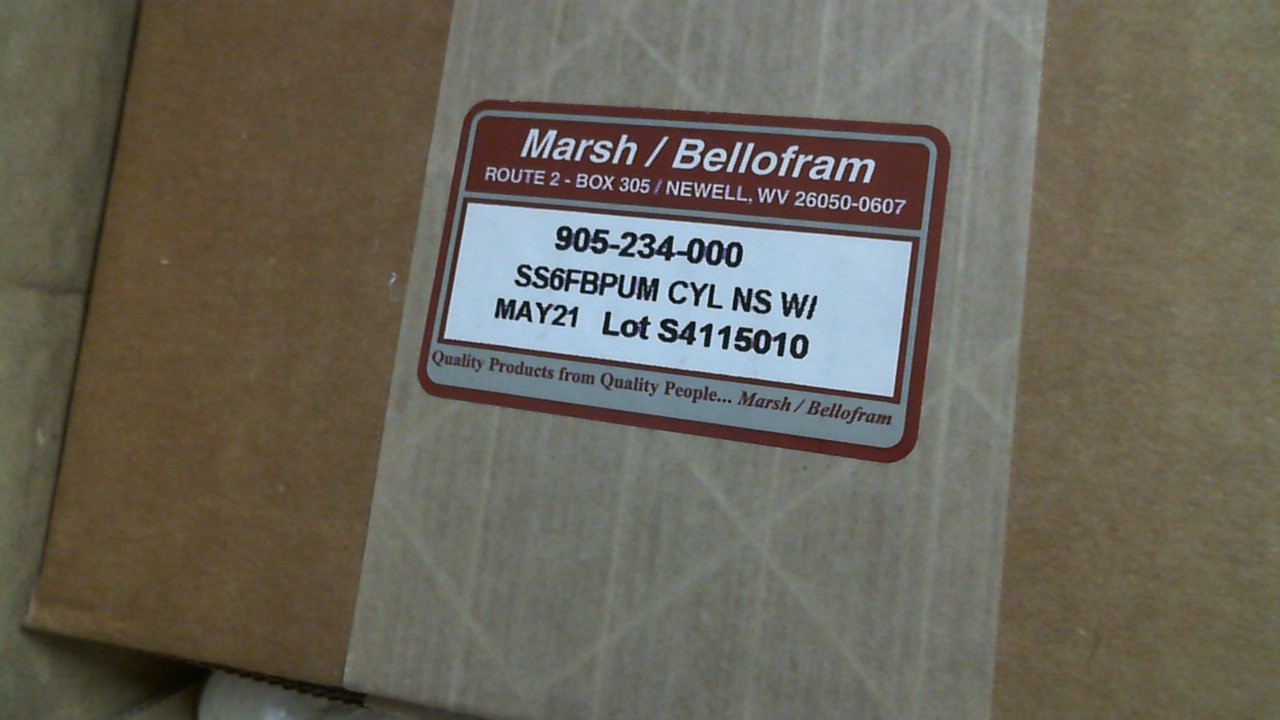 Marsh / Bellofram
ROUTE 2 - BOX 305 / NEWELL, WV 26050-0607
905-234-000
SS6FBPUM CYL NS W/
MAY21 Lot S4115010
Quality Products from Quality People... Marsh / Bellofram